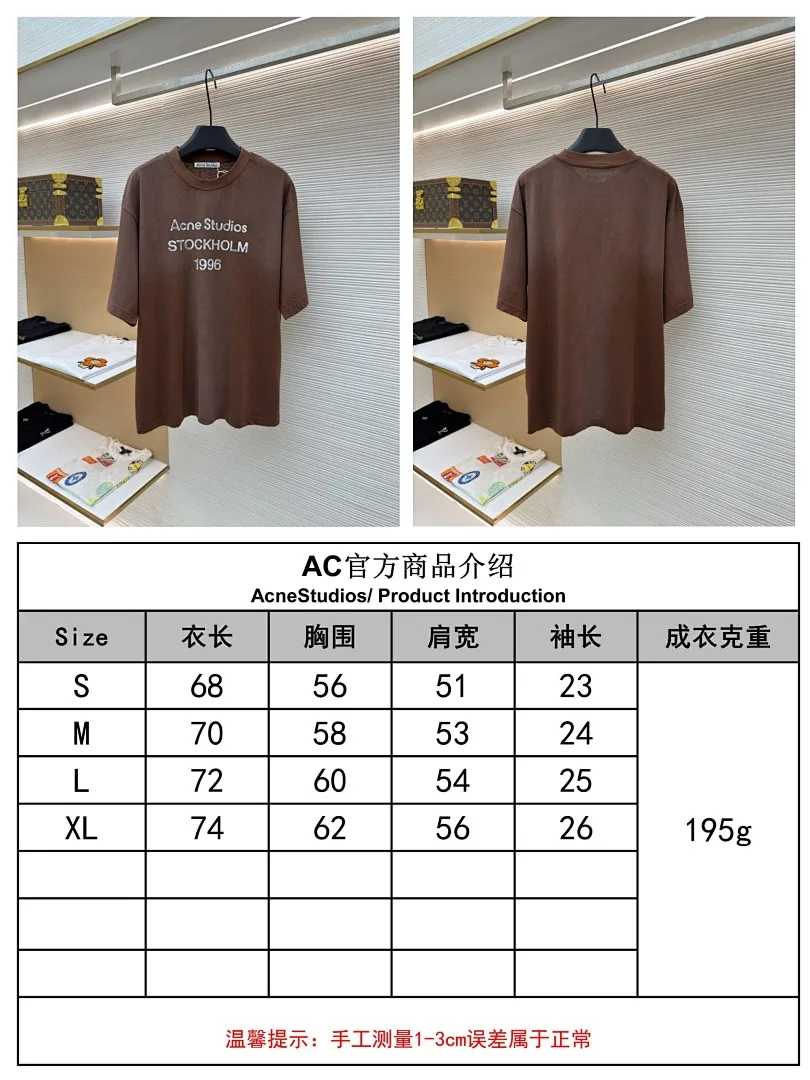 Acne Studios
Acne Studios
STOCKHOLM
1996
AC官方商品介绍
AcneStudios/ Product Introduction
Size 衣长 胸围 肩宽 袖长 成衣克重
S 68 56 51 23
M 70 58 53 24
L 72 60 54 25
XL 74 62 56 26
195g
温馨提示：手工测量1-3cm误差属于正常